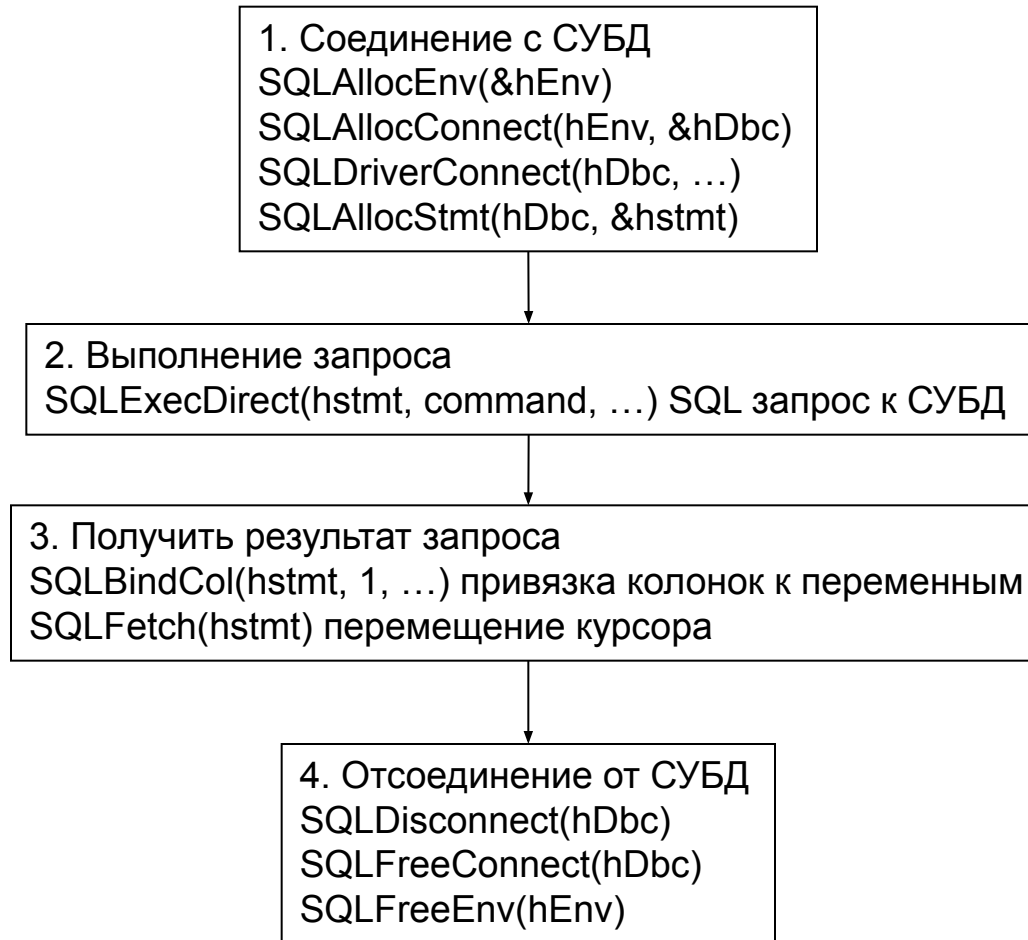 1. Соединение с СУБД
SQLAllocEnv(&hEnv)
SQLAllocConnect(hEnv, &hDbc)
SQLDriverConnect(hDbc, …)
SQLAllocStmt(hDbc, &hstmt)
2. Выполнение запроса
SQLExecDirect(hstmt, command, …) SQL запрос к СУБД
3. Получить результат запроса
SQLBindCol(hstmt, 1, …) привязка колонок к переменным
SQLFetch(hstmt) перемещение курсора
4. Отсоединение от СУБД
SQLDisconnect(hDbc)
SQLFreeConnect(hDbc)
SQLFreeEnv(hEnv)